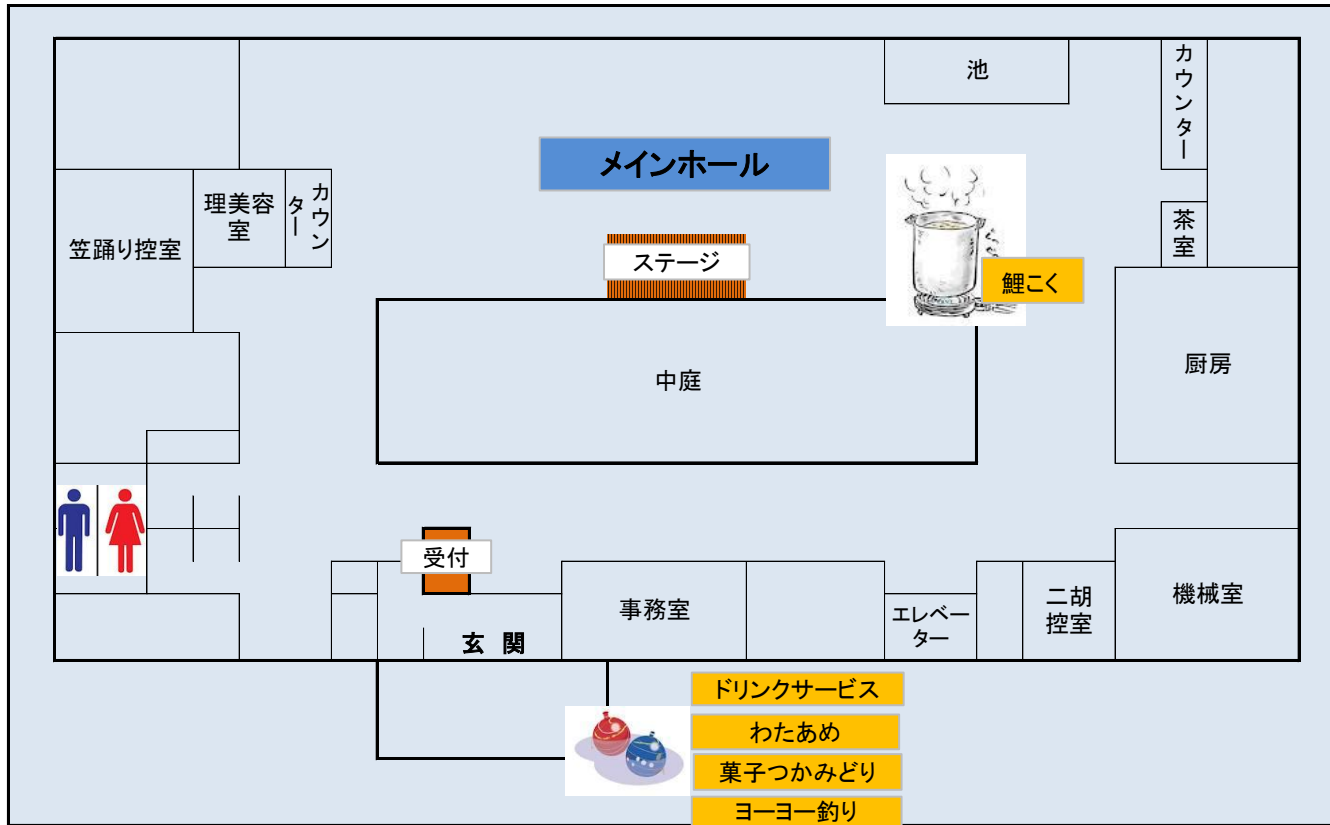 池
カウンター
メインホール
理美容
室
カウン
ター
笠踊り控室
茶
室
ステージ
鯉こく
中庭
厨房
受付
事務室
エレベー
ター
二胡
控室
機械室
玄 関
ドリンクサービス
わたあめ
菓子つかみどり
ヨーヨー釣り